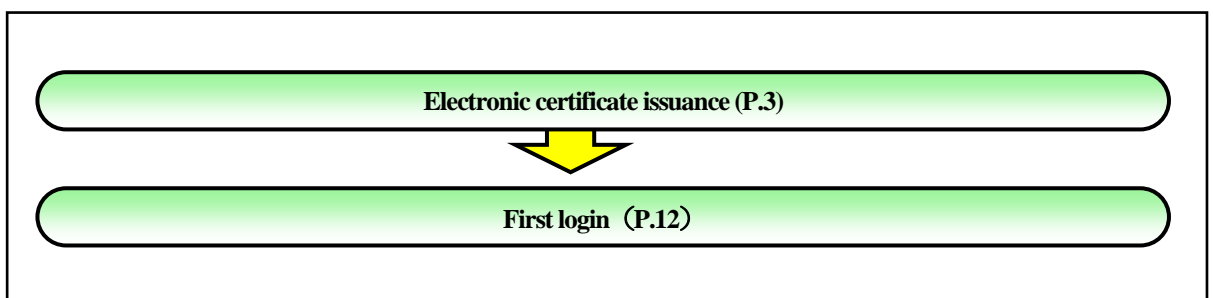 Electronic certificate issuance (P.3)
First login（P.12）